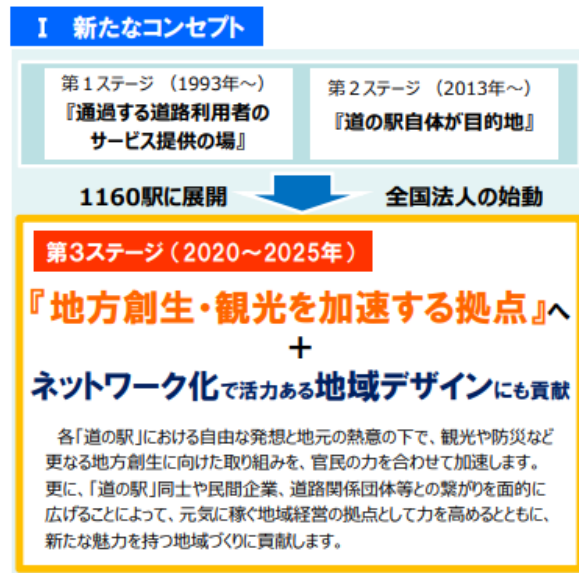 Ⅰ 新たなコンセプト
第１ステージ （1993年～）
『通過する道路利用者の
サービス提供の場』
第２ステージ （2013年～）
『道の駅自体が目的地』
1160駅に展開
全国法人の始動
第3ステージ（2020～2025年）
『地方創生・観光を加速する拠点』へ
＋
ネットワーク化で活力ある地域デザインにも貢献
各「道の駅」における自由な発想と地元の熱意の下で、観光や防災など
更なる地方創生に向けた取り組みを、官民の力を合わせて加速します。
更に、「道の駅」同士や民間企業、道路関係団体等との繋がりを面的に
広げることによって、元気に稼ぐ地域経営の拠点として力を高めるとともに、
新たな魅力を持つ地域づくりに貢献します。